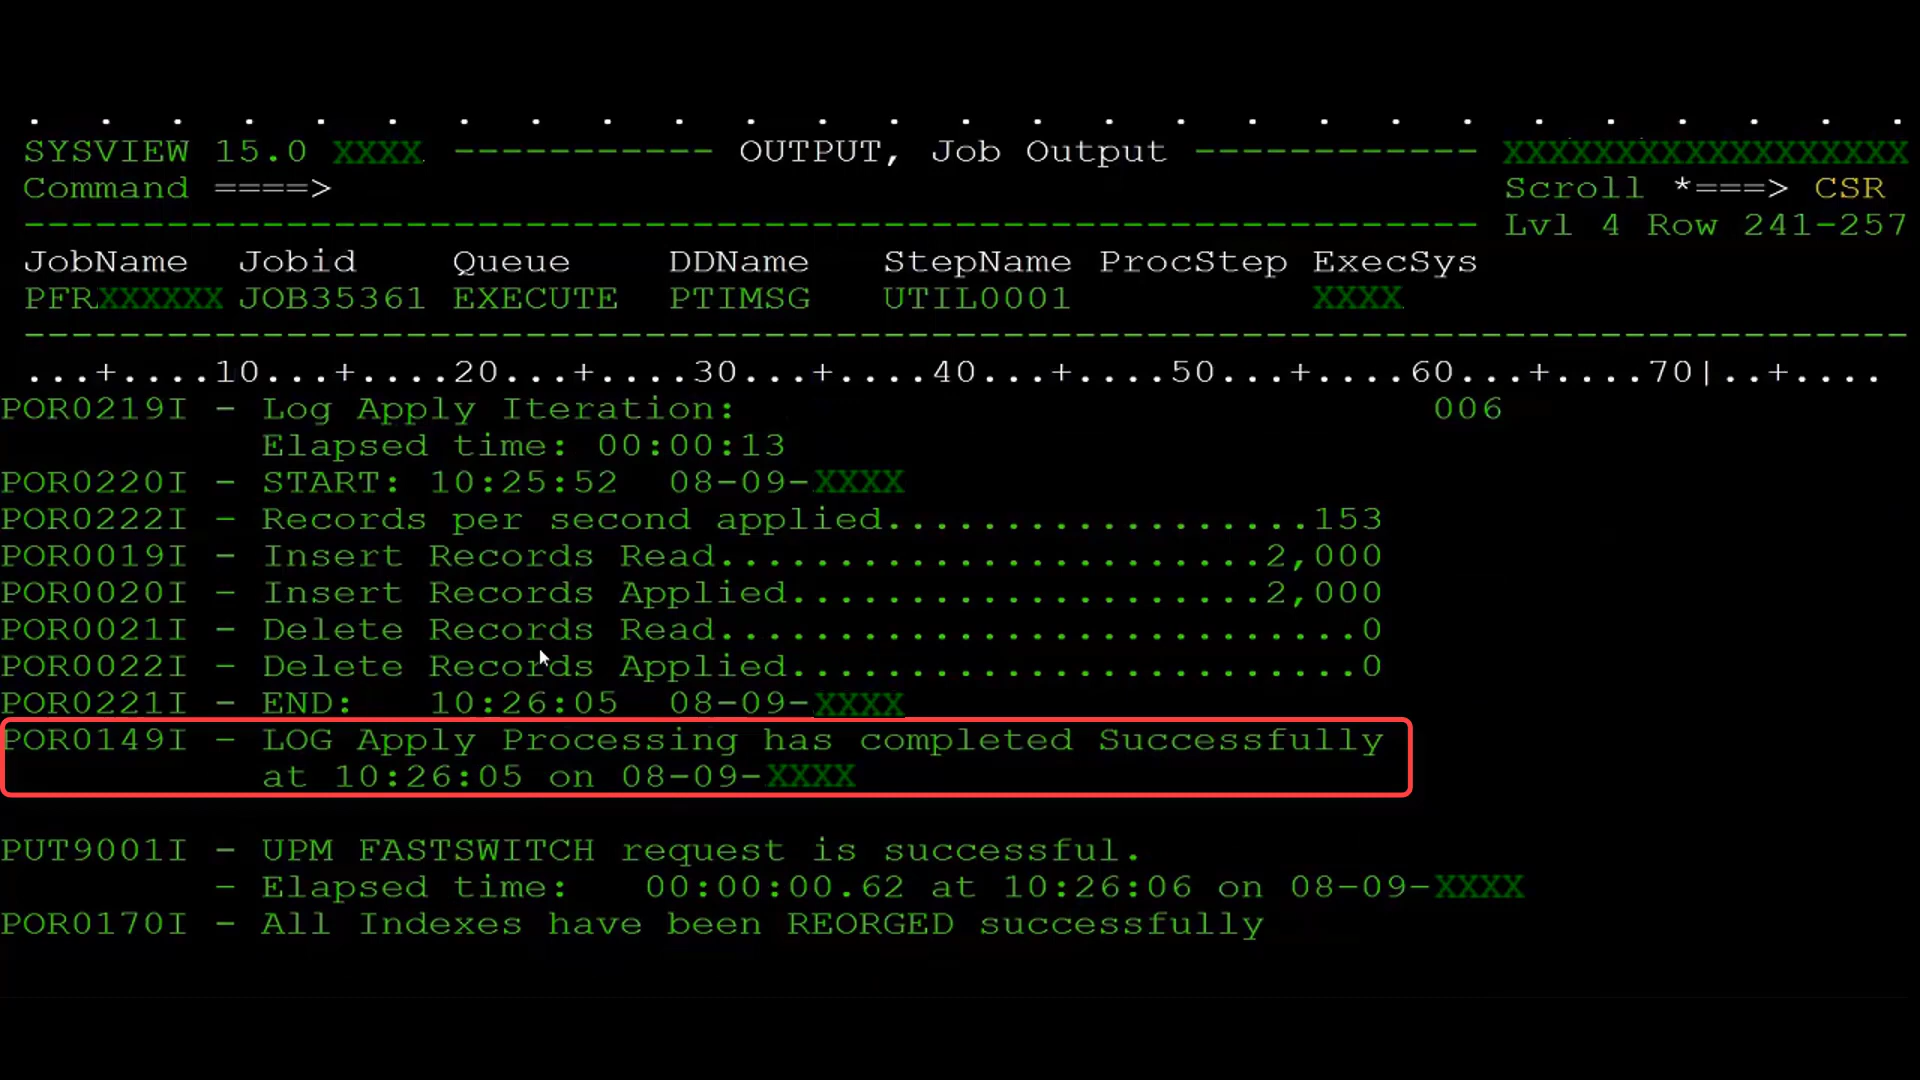 . . . . . . . . . . . . . . . . . . . . . . . . . . .
SYSVIEW 15.0 XXXX ----------- OUTPUT, Job Output ------------ XXXXXXXXXXXXXXXXX
Command ====> Scroll *===> CSR
------------------------------------------------------------- Lvl 4 Row 241-257
JobName Jobid Queue DDName StepName ProcStep ExecSys
PFRXXXXXX JOB35361 EXECUTE PTIMSG UTIL0001 XXXX
-------------------------------------------------------------------------------
...+....10...+....20...+....30...+....40...+....50...+....60...+....70|..+....
POR0219I - Log Apply Iteration: 006
Elapsed time: 00:00:13
POR0220I - START: 10:25:52 08-09-XXXX
POR0222I - Records per second applied..................153
POR0019I - Insert Records Read.......................2,000
POR0020I - Insert Records Applied....................2,000
POR0021I - Delete Records Read...........................0
POR0022I - Delete Records Applied........................0
POR0221I - END: 10:26:05 08-09-XXXX
POR0149I - LOG Apply Processing has completed Successfully
at 10:26:05 on 08-09-XXXX
PUT9001I - UPM FASTSWITCH request is successful.
- Elapsed time: 00:00:00.62 at 10:26:06 on 08-09-XXXX
POR0170I - All Indexes have been REORGED successfully